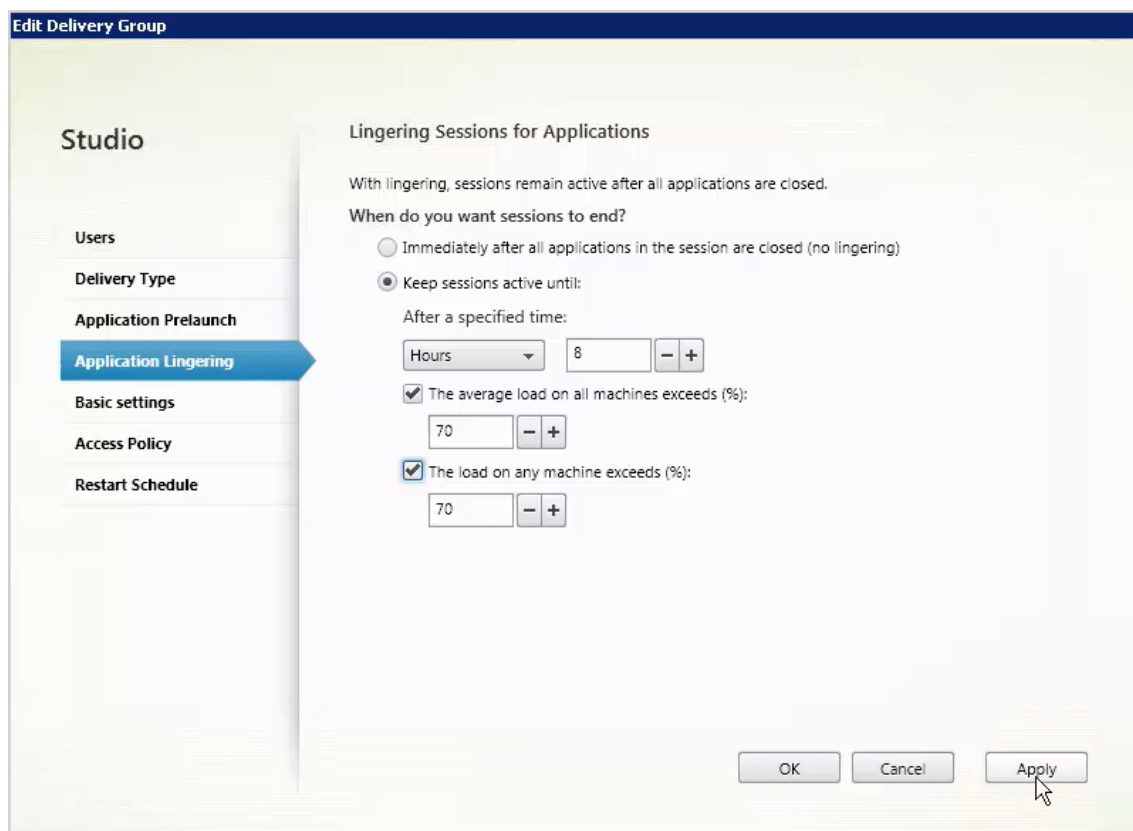 Edit Delivery Group
Studio
Users
Delivery Type
Application Prelaunch
Application Lingering
Basic settings
Access Policy
Restart Schedule
Lingering Sessions for Applications
With lingering, sessions remain active after all applications are closed.
When do you want sessions to end?
Immediately after all applications in the session are closed (no lingering)
Keep sessions active until:
After a specified time:
Hours 8 − +
The average load on all machines exceeds (%):
70 − +
The load on any machine exceeds (%):
70 − +
OK Cancel Apply